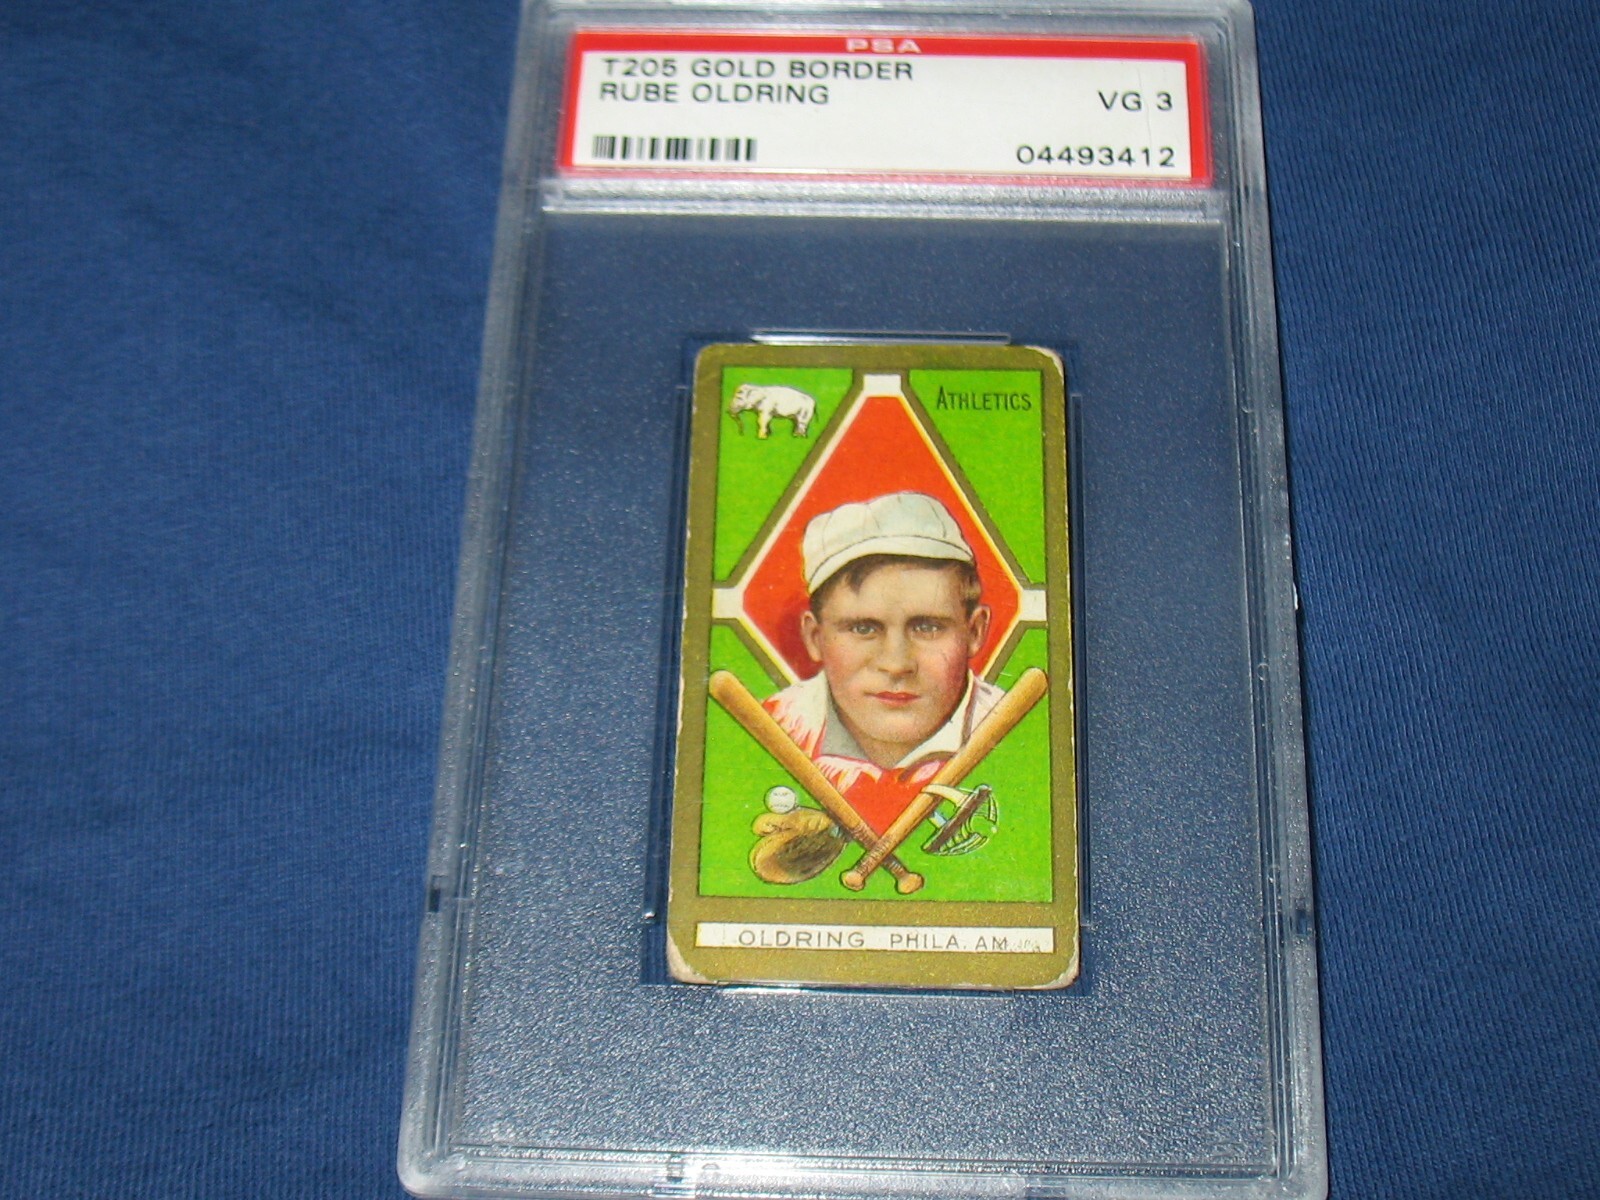 PSA
T205 GOLD BORDER
RUBE OLDRING
VG 3
04493412
ATHLETICS
OLDRING PHILA. AM.